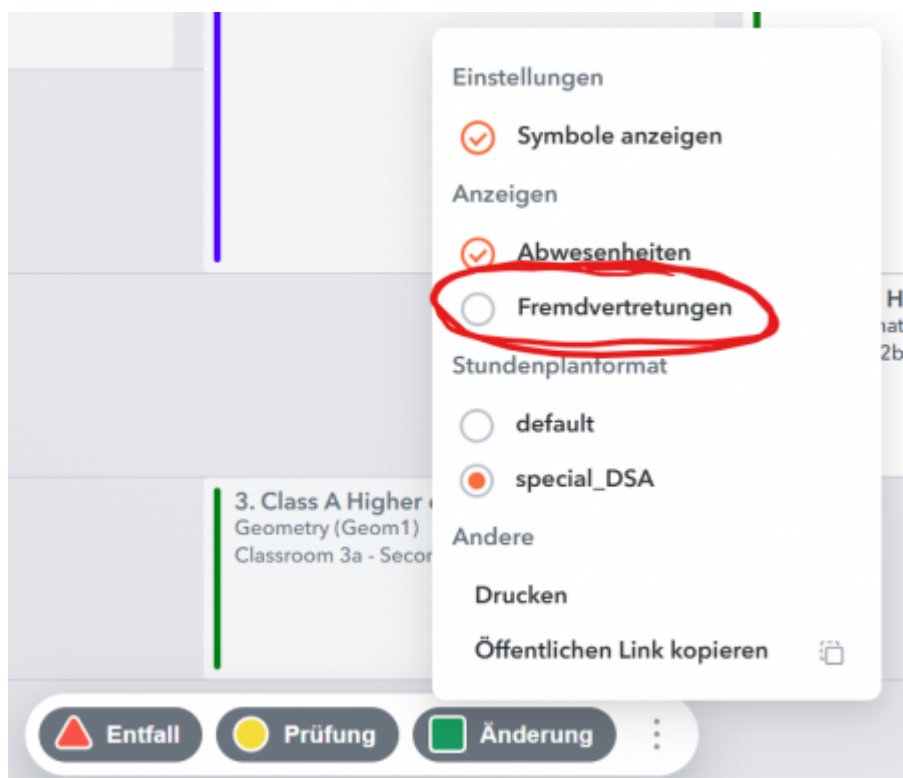 Einstellungen
Symbole anzeigen
Anzeigen
Abwesenheiten
Fremdvertretungen
Stundenplanformat
default
special_DSA
Andere
Drucken
Öffentlichen Link kopieren
H
2b
3. Class A Higher
Geometry (Geom1)
Classroom 3a -
Entfall
Prüfung
Änderung